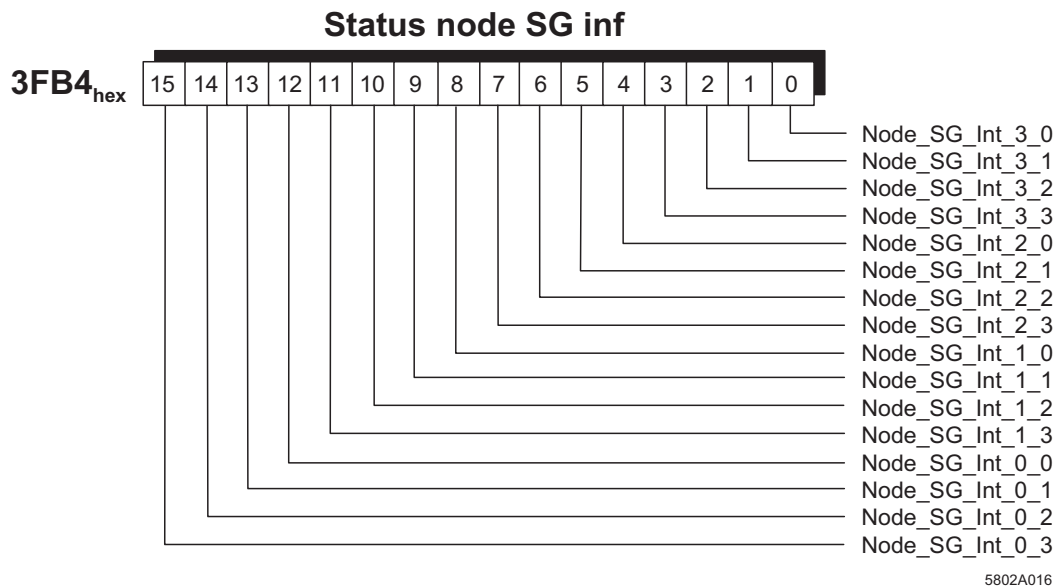 Status node SG inf
3FB4hex 15 14 13 12 11 10 9 8 7 6 5 4 3 2 1 0
Node_SG_Int_3_0
Node_SG_Int_3_1
Node_SG_Int_3_2
Node_SG_Int_3_3
Node_SG_Int_2_0
Node_SG_Int_2_1
Node_SG_Int_2_2
Node_SG_Int_2_3
Node_SG_Int_1_0
Node_SG_Int_1_1
Node_SG_Int_1_2
Node_SG_Int_1_3
Node_SG_Int_0_0
Node_SG_Int_0_1
Node_SG_Int_0_2
Node_SG_Int_0_3
5802A016